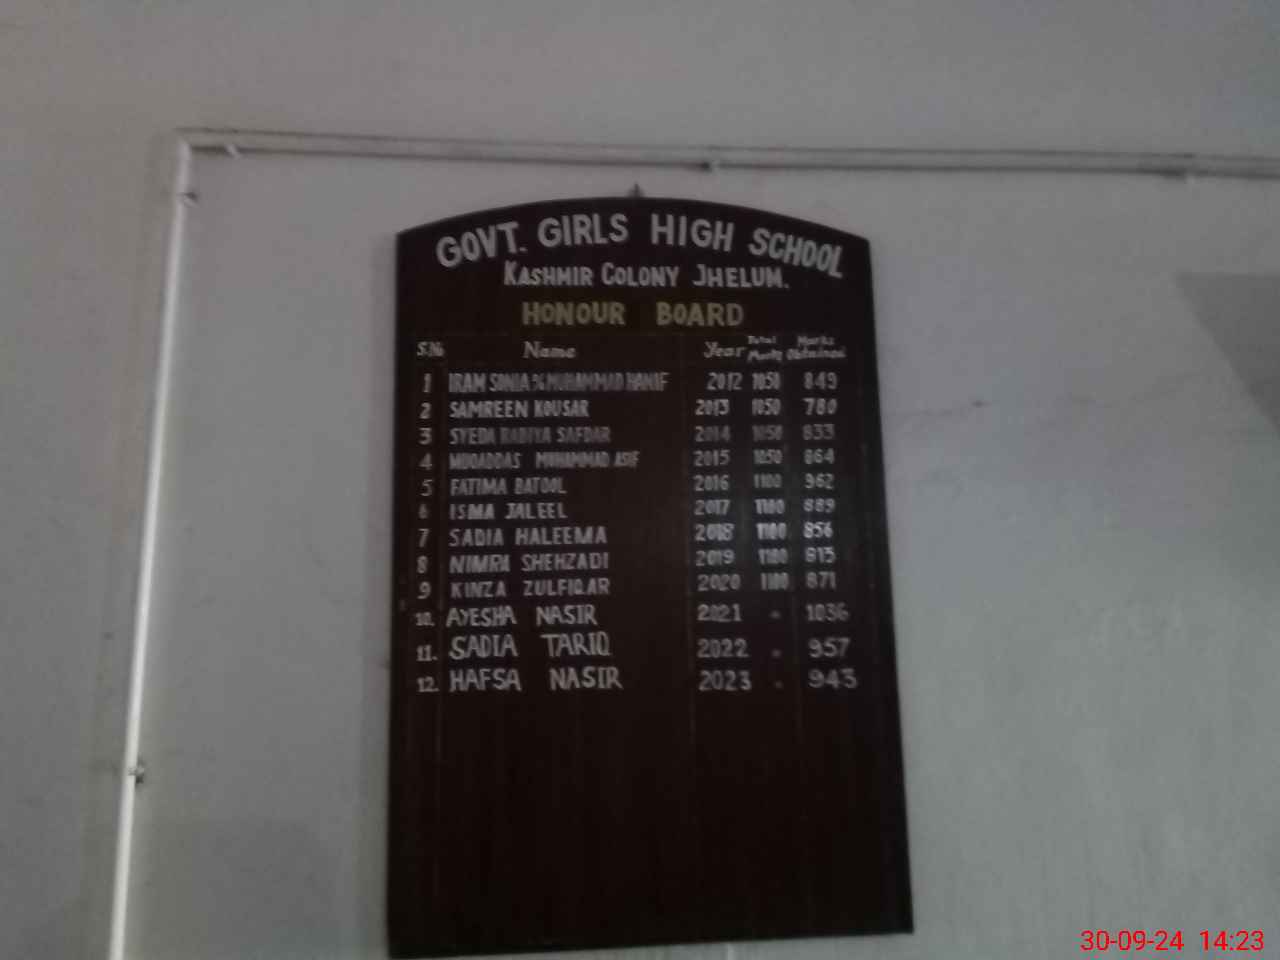 GOVT. GIRLS HIGH SCHOOL
KASHMIR COLONY JHELUM.
HONOUR BOARD
S.No Name Year Total Marks Marks Obtained
1 IRAM SONIA % MUHAMMAD HANIF 2012 1050 849
2 SAMREEN KOUSAR 2013 1050 780
3 SYEDA RABIYA SAFDAR 2014 1050 833
4 MUQADDAS MUHAMMAD ASIF 2015 1050 864
5 FATIMA BATOOL 2016 1100 962
6 ISMA JALEEL 2017 1100 889
7 SADIA HALEEMA 2018 1100 856
8 NIMRA SHEHZADI 2019 1100 815
9 KINZA ZULFIQAR 2020 1100 871
10. AYESHA NASIR 2021 - 1036
11. SADIA TARIQ 2022 - 957
12. HAFSA NASIR 2023 - 943
30-09-24 14:23